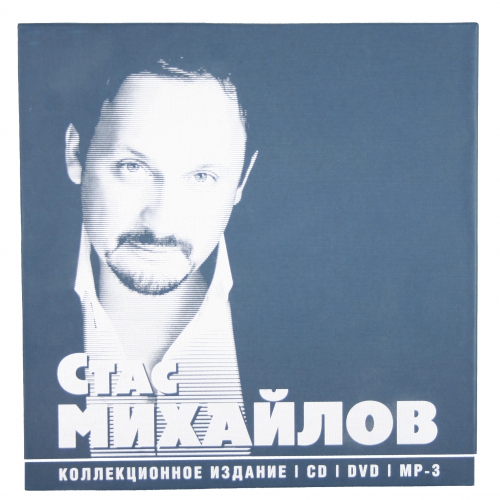 Стас
МИХАЙЛОВ
КОЛЛЕКЦИОННОЕ ИЗДАНИЕ | CD | DVD | MP-3